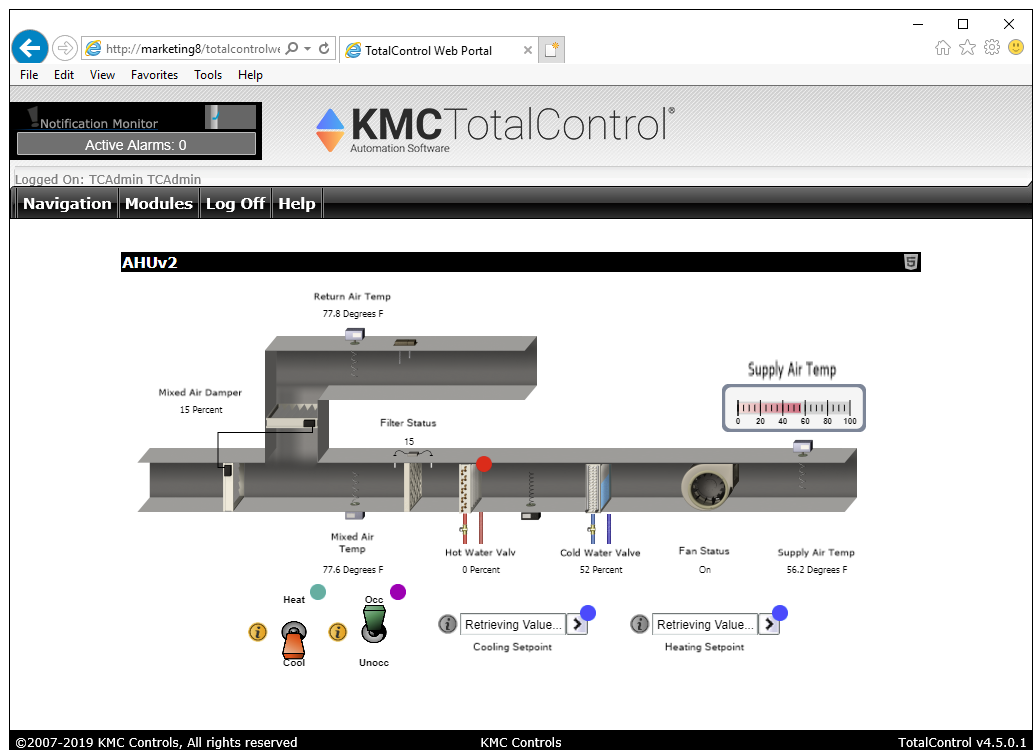 http://marketing8/totalcontrolwe
TotalControl Web Portal
File Edit View Favorites Tools Help
Notification Monitor
Active Alarms: 0
KMC TotalControl®
Automation Software
Logged On: TCAdmin TCAdmin
Navigation Modules Log Off Help
AHUv2
5
Return Air Temp
77.8 Degrees F
Supply Air Temp
0 20 40 60 80 100
Mixed Air Damper
15 Percent
Filter Status
15
Mixed Air
Temp
77.6 Degrees F
Hot Water Valv
0 Percent
Cold Water Valve
52 Percent
Fan Status
On
Supply Air Temp
56.2 Degrees F
Heat
Cool
Occ
Unocc
Retrieving Value...
Cooling Setpoint
Retrieving Value...
Heating Setpoint
©2007-2019 KMC Controls, All rights reserved
KMC Controls
TotalControl v4.5.0.1